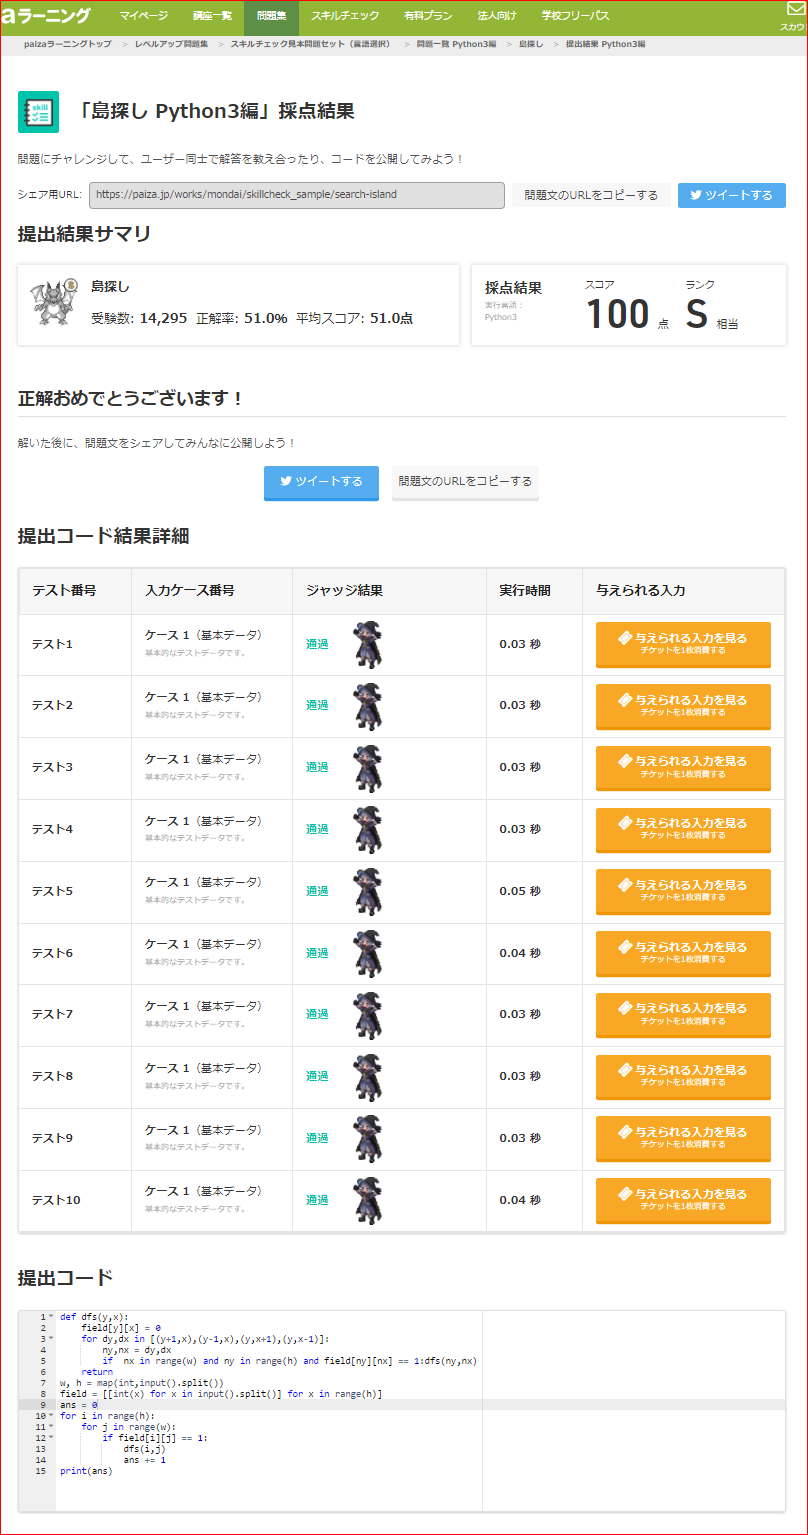 aラーニング マイページ 講座一覧 問題集 スキルチェック 有料プラン 法人向け 学校フリーパス スカウ
paizaラーニングトップ > レベルアップ問題集 > スキルチェック見本問題セット（言語選択） > 問題一覧 Python3編 > 島探し > 提出結果 Python3編
skill
「島探し Python3編」採点結果
問題にチャレンジして、ユーザー同士で解答を教え合ったり、コードを公開してみよう！
シェア用URL: https://paiza.jp/works/mondai/skillcheck_sample/search-island 問題文のURLをコピーする ツイートする
提出結果サマリ
島探し
受験数: 14,295 正解率: 51.0% 平均スコア: 51.0点
採点結果 スコア ランク
実行言語：
Python3
100 点 S 相当
正解おめでとうございます！
解いた後に、問題文をシェアしてみんなに公開しよう！
ツイートする 問題文のURLをコピーする
提出コード結果詳細
テスト番号 入力ケース番号 ジャッジ結果 実行時間 与えられる入力
テスト1 ケース 1（基本データ） 通過 0.03 秒 与えられる入力を見る
基本的なテストデータです。 チケットを1枚消費する
テスト2 ケース 1（基本データ） 通過 0.03 秒 与えられる入力を見る
基本的なテストデータです。 チケットを1枚消費する
テスト3 ケース 1（基本データ） 通過 0.03 秒 与えられる入力を見る
基本的なテストデータです。 チケットを1枚消費する
テスト4 ケース 1（基本データ） 通過 0.03 秒 与えられる入力を見る
基本的なテストデータです。 チケットを1枚消費する
テスト5 ケース 1（基本データ） 通過 0.05 秒 与えられる入力を見る
基本的なテストデータです。 チケットを1枚消費する
テスト6 ケース 1（基本データ） 通過 0.04 秒 与えられる入力を見る
基本的なテストデータです。 チケットを1枚消費する
テスト7 ケース 1（基本データ） 通過 0.03 秒 与えられる入力を見る
基本的なテストデータです。 チケットを1枚消費する
テスト8 ケース 1（基本データ） 通過 0.03 秒 与えられる入力を見る
基本的なテストデータです。 チケットを1枚消費する
テスト9 ケース 1（基本データ） 通過 0.03 秒 与えられる入力を見る
基本的なテストデータです。 チケットを1枚消費する
テスト10 ケース 1（基本データ） 通過 0.04 秒 与えられる入力を見る
基本的なテストデータです。 チケットを1枚消費する
提出コード
1 def dfs(y,x):
2     field[y][x] = 0
3     for dy,dx in [(y+1,x),(y-1,x),(y,x+1),(y,x-1)]:
4         ny,nx = dy,dx
5         if  nx in range(w) and ny in range(h) and field[ny][nx] == 1:dfs(ny,nx)
6     return
7 w, h = map(int,input().split())
8 field = [[int(x) for x in input().split()] for x in range(h)]
9 ans = 0
10 for i in range(h):
11     for j in range(w):
12         if field[i][j] == 1:
13             dfs(i,j)
14             ans += 1
15 print(ans)